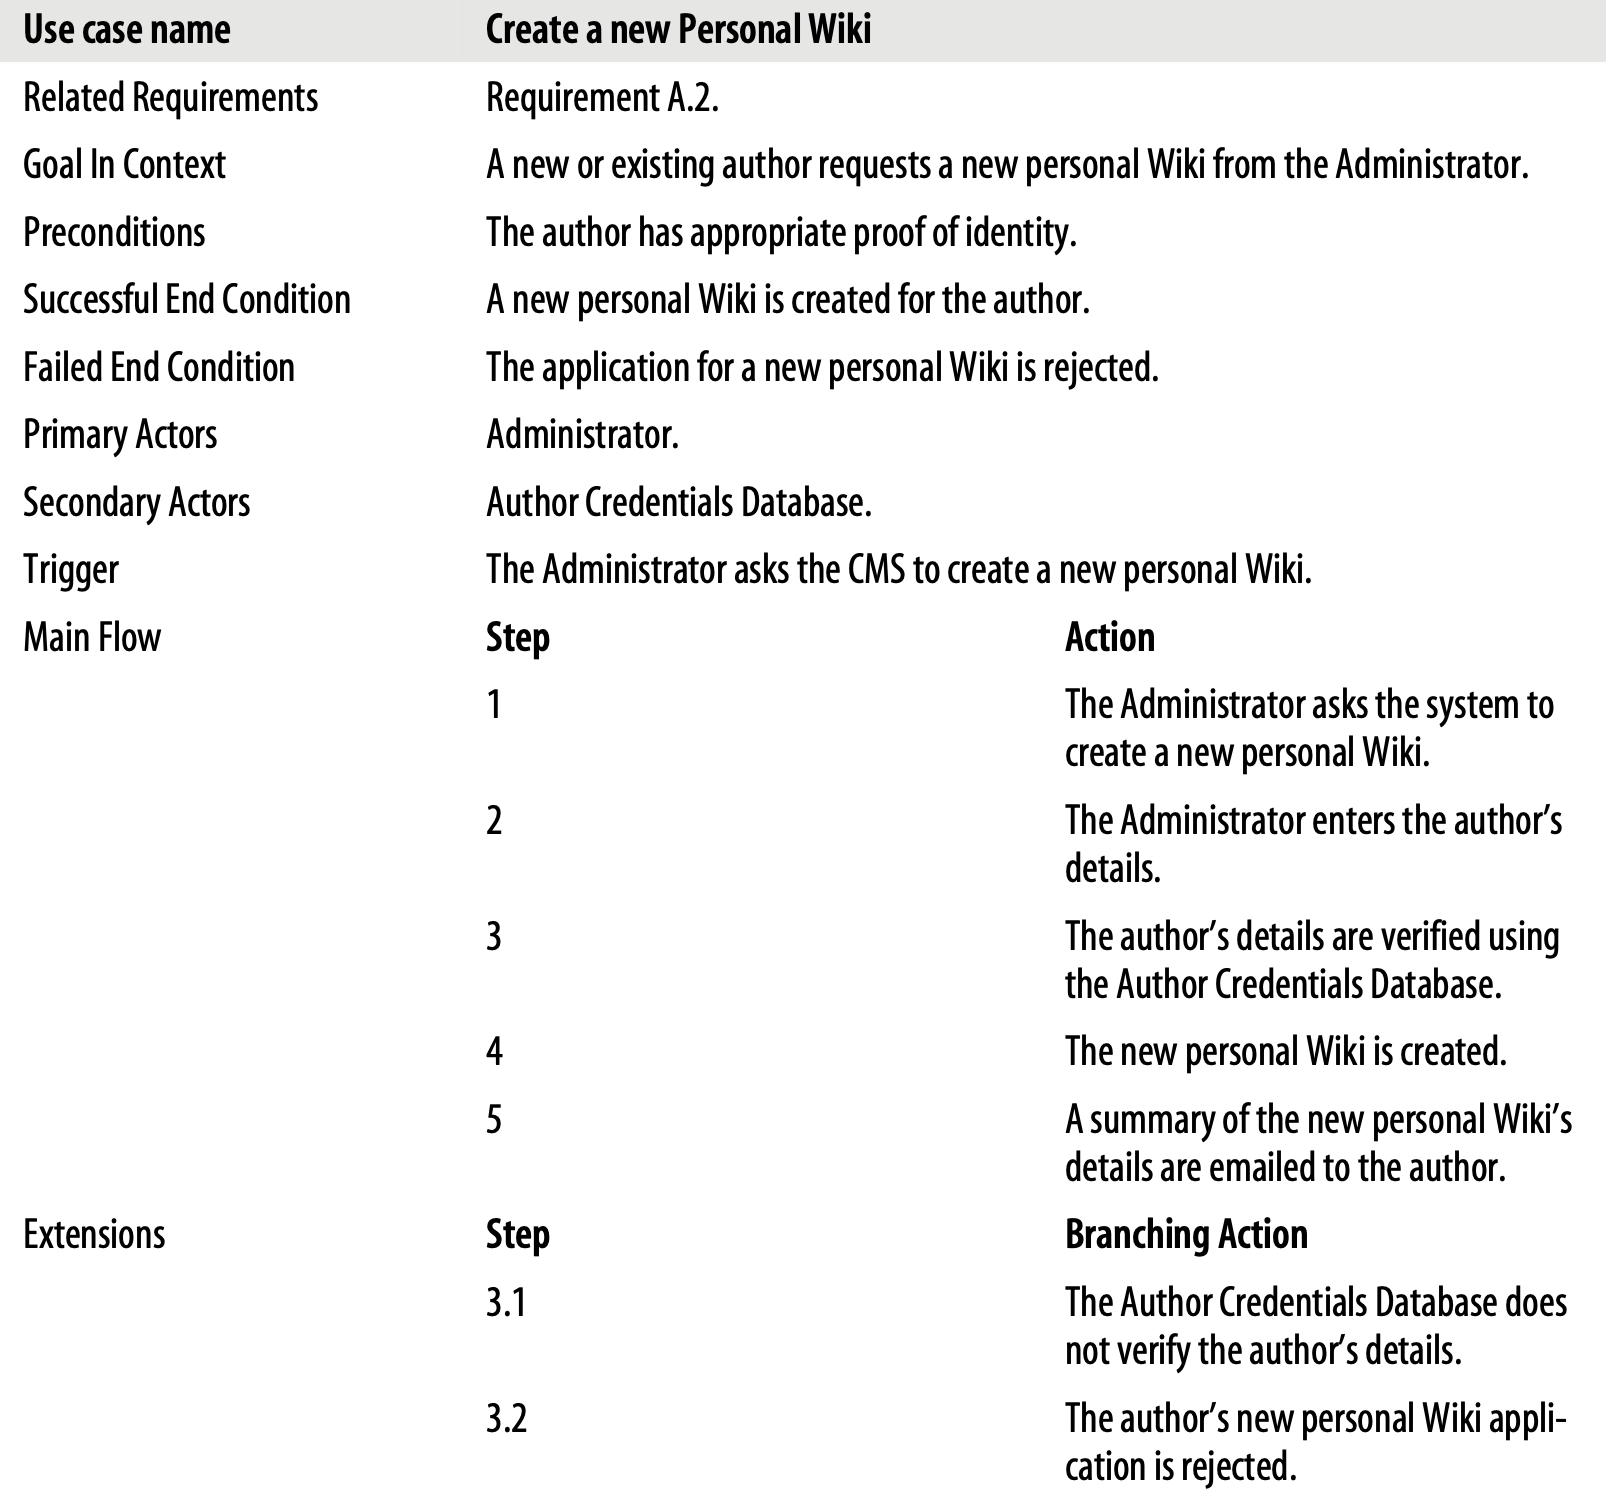 Use case name Create a new Personal Wiki
Related Requirements Requirement A.2.
Goal In Context A new or existing author requests a new personal Wiki from the Administrator.
Preconditions The author has appropriate proof of identity.
Successful End Condition A new personal Wiki is created for the author.
Failed End Condition The application for a new personal Wiki is rejected.
Primary Actors Administrator.
Secondary Actors Author Credentials Database.
Trigger The Administrator asks the CMS to create a new personal Wiki.
Main Flow Step Action
1 The Administrator asks the system to
create a new personal Wiki.
2 The Administrator enters the author’s
details.
3 The author’s details are verified using
the Author Credentials Database.
4 The new personal Wiki is created.
5 A summary of the new personal Wiki’s
details are emailed to the author.
Extensions Step Branching Action
3.1 The Author Credentials Database does
not verify the author’s details.
3.2 The author’s new personal Wiki appli-
cation is rejected.